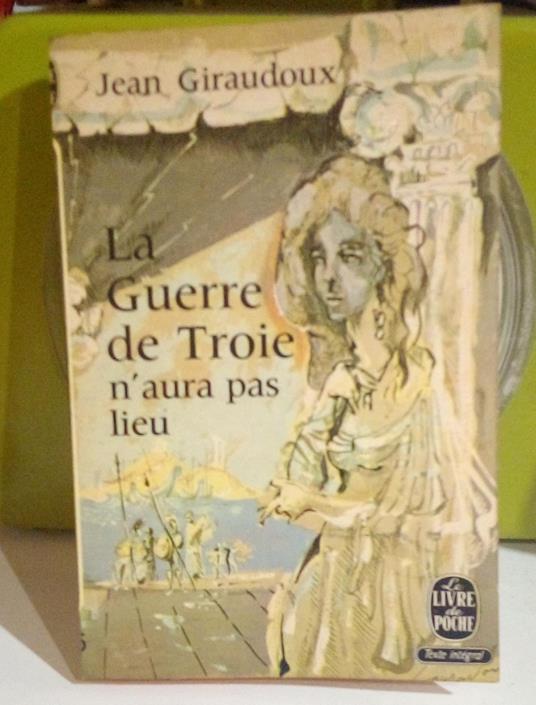 Jean Giraudoux
La
Guerre
de Troie
n'aura pas
lieu
Le
LIVRE
de
POCHE
Texte intégral